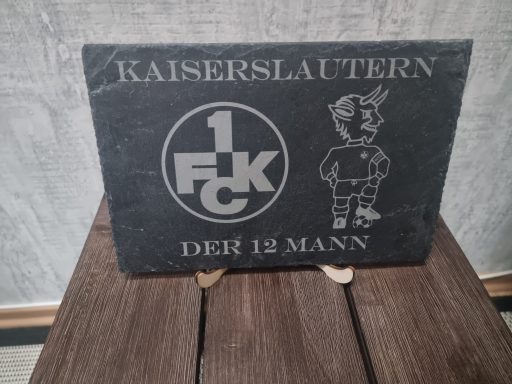 KAISERSLAUTERN
1
FCK
DER 12 MANN